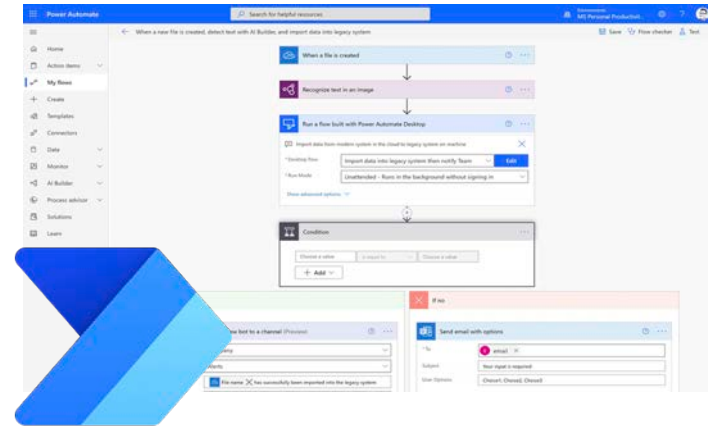 Power Automate
Search for helpful resources
Environment
MS Personal Productivit...
?
When a new file is created, detect text with AI Builder, and import data into legacy system
Save
Flow checker
Test
Home
Action items
My flows
Create
Templates
Connectors
Data
Monitor
AI Builder
Process advisor
Solutions
Learn
When a file is created
Recognize text in an image
Run a flow built with Power Automate Desktop
Import data from modern system in the cloud to legacy system on machine
*Desktop flow
Import data into legacy system then notify Team
Edit
*Run Mode
Unattended - Runs in the background without signing in
Show advanced options
Condition
Choose a value
is equal to
Choose a value
+ Add
If no
bot to a channel (Preview)
File name
has successfully been imported into the legacy system
Send email with options
*To
email
Subject
Your input is required
User Options
Choice1, Choice2, Choice3